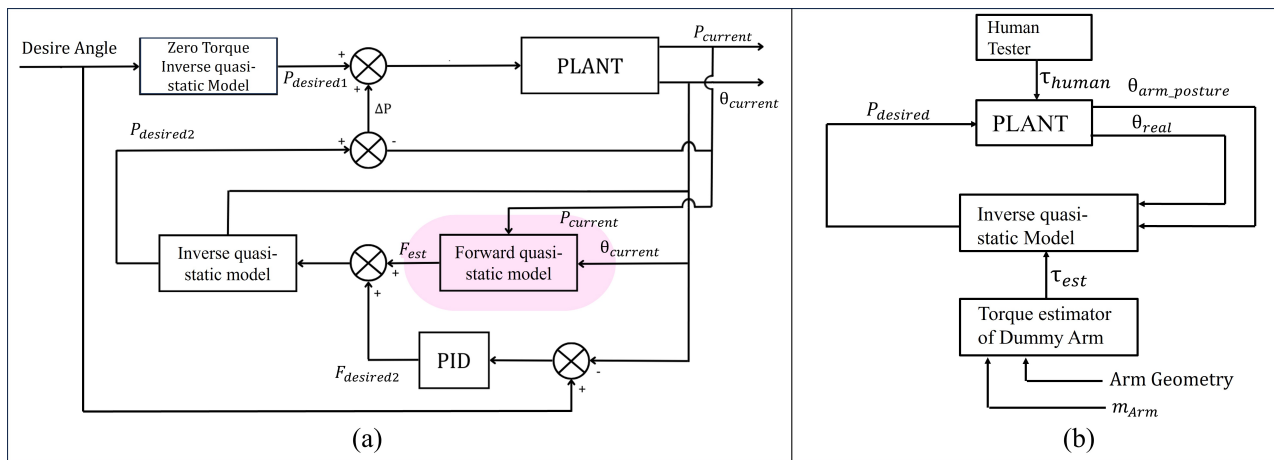 Desire Angle
Zero Torque
Inverse quasi-
static Model
P_desired1
+
+
ΔP
PLANT
P_current
θ_current
P_desired2
+
-
P_current
Inverse quasi-
static model
F_est
+
+
Forward quasi-
static model
θ_current
PID
F_desired2
-
+
(a)
Human
Tester
τ_human
θ_arm_posture
P_desired
PLANT
θ_real
Inverse quasi-
static Model
τ_est
Torque estimator
of Dummy Arm
Arm Geometry
m_Arm
(b)